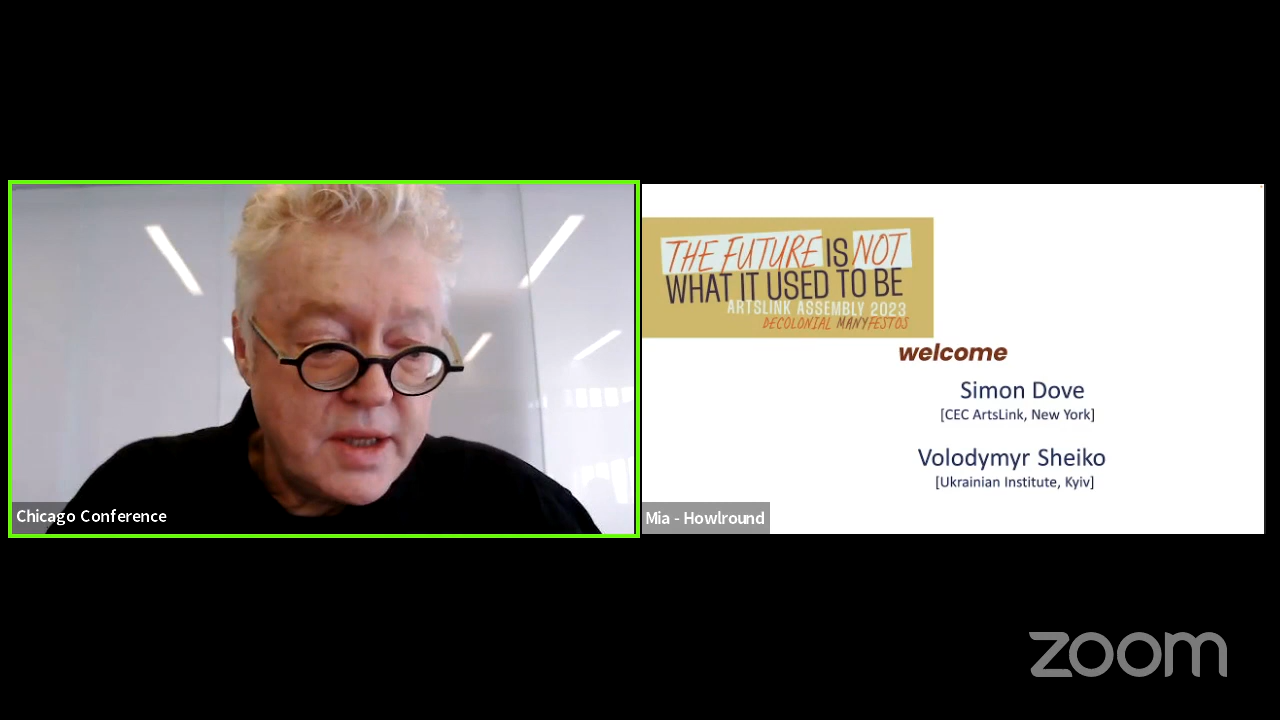 THE FUTURE IS NOT
WHAT IT USED TO BE
ARTSLINK ASSEMBLY 2023
DECOLONIAL MANYFESTOS
welcome
Simon Dove
[CEC ArtsLink, New York]
Volodymyr Sheiko
[Ukrainian Institute, Kyiv]
Chicago Conference
Mia - Howlround
zoom